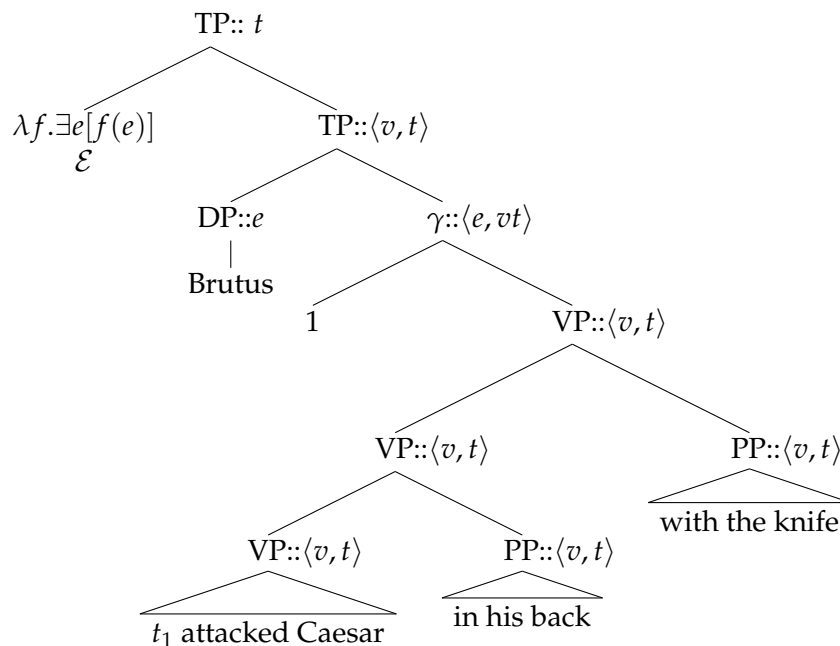 TP:: t
λf.∃e[f(e)] TP::⟨v, t⟩
ℰ
DP::e γ::⟨e, vt⟩
Brutus
1 VP::⟨v, t⟩
VP::⟨v, t⟩ PP::⟨v, t⟩
with the knife
VP::⟨v, t⟩ PP::⟨v, t⟩
t₁ attacked Caesar in his back